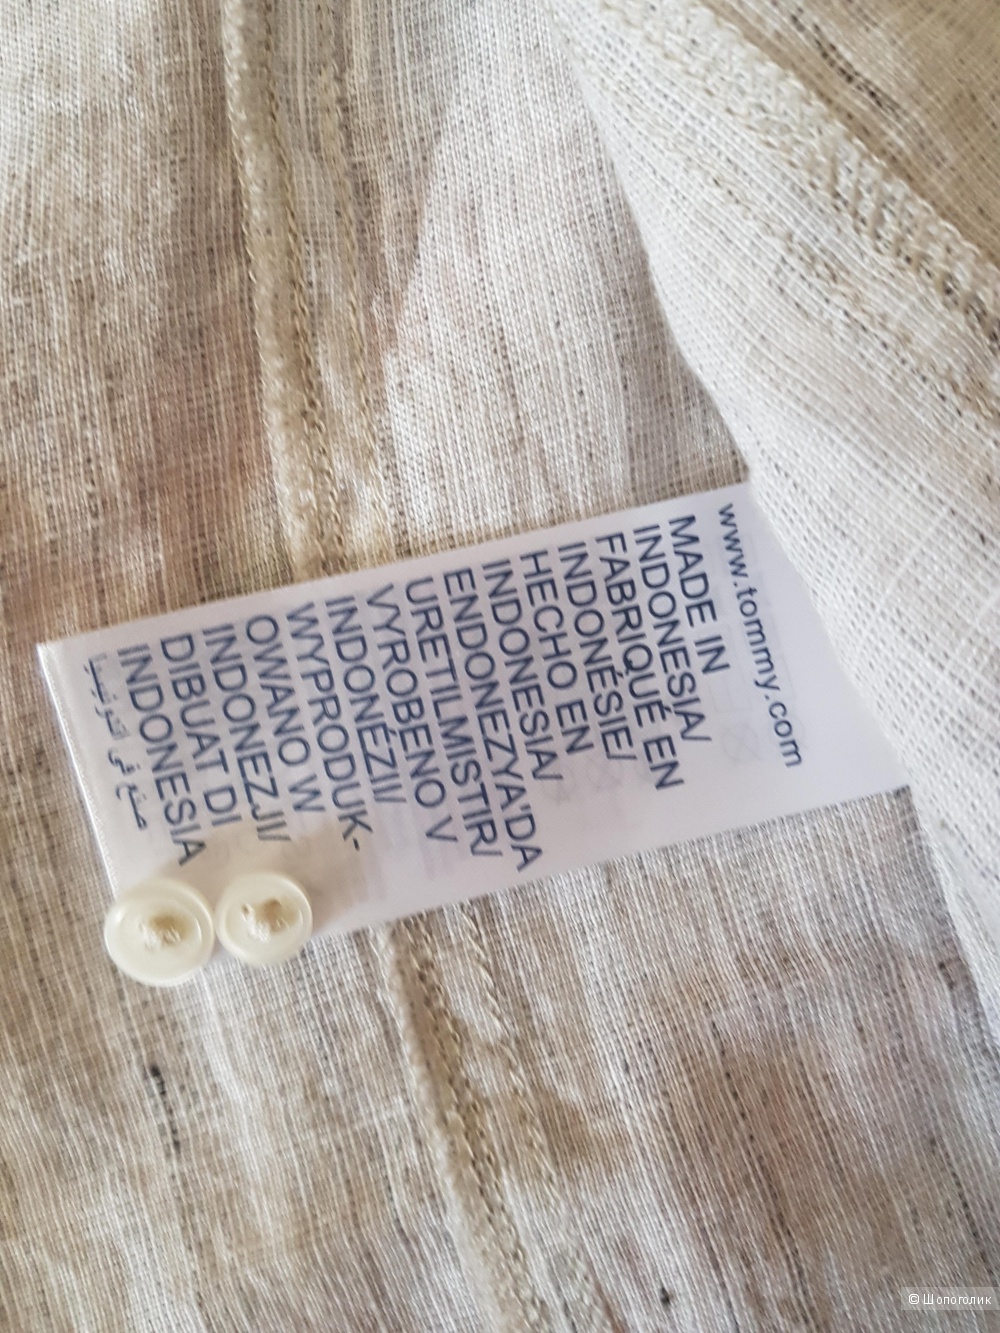 www.tommy.com
MADE IN
INDONESIA/
FABRIQUÉ EN
INDONÉSIE/
HECHO EN
INDONESIA/
ENDONEZYA'DA
URETILMISTIR/
VYROBENO V
INDONÉZII/
WYPRODUK-
OWANO W
INDONEZJI/
DIBUAT DI
INDONESIA
صنع في اندونيسيا
© Шопоголик